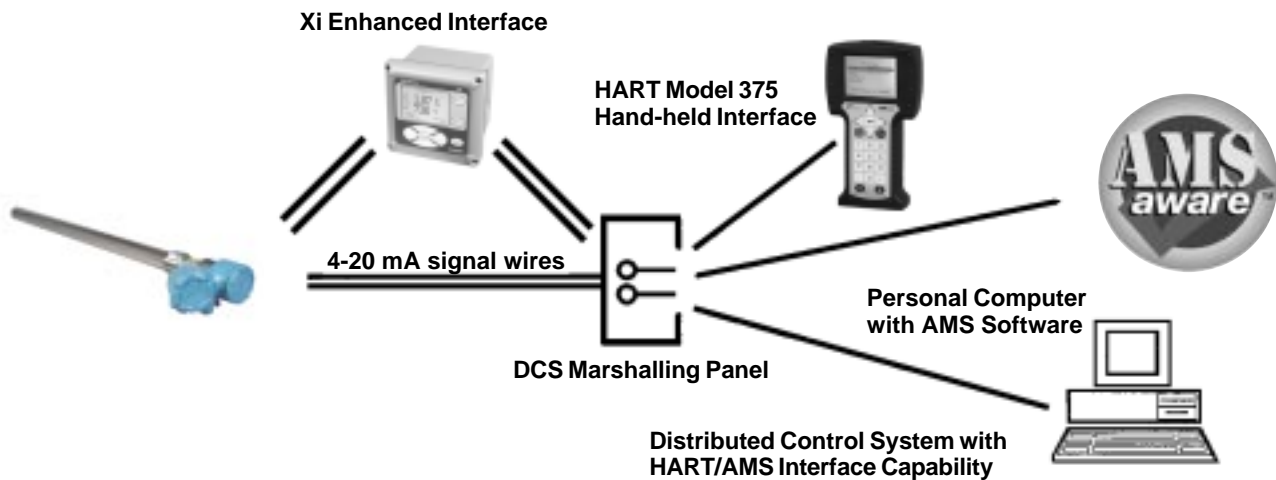 Xi Enhanced Interface
HART Model 375
Hand-held Interface
AMS
aware
TM
4-20 mA signal wires
Personal Computer
with AMS Software
DCS Marshalling Panel
Distributed Control System with
HART/AMS Interface Capability